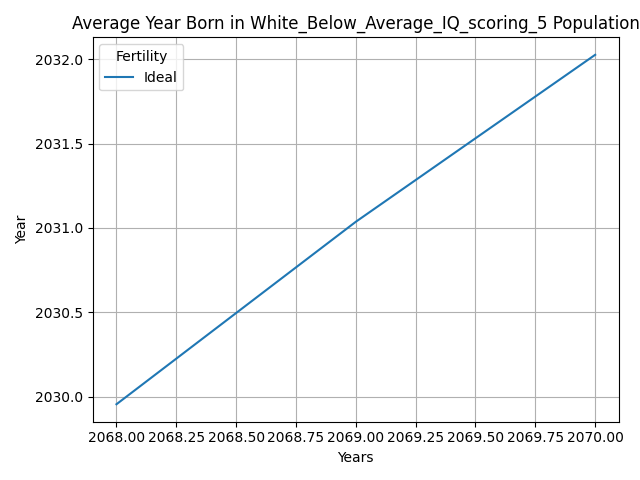 Average Year Born in White_Below_Average_IQ_scoring_5 Population
Fertility
Ideal
2032.0
2031.5
2031.0
2030.5
2030.0
Year
2068.00 2068.25 2068.50 2068.75 2069.00 2069.25 2069.50 2069.75 2070.00
Years